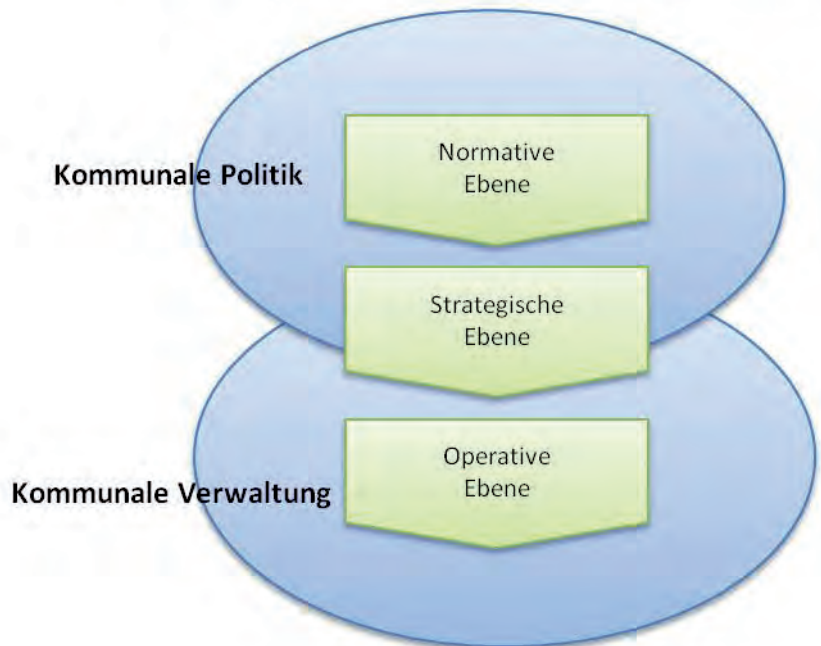 Normative
Ebene
Kommunale Politik
Strategische
Ebene
Operative
Ebene
Kommunale Verwaltung